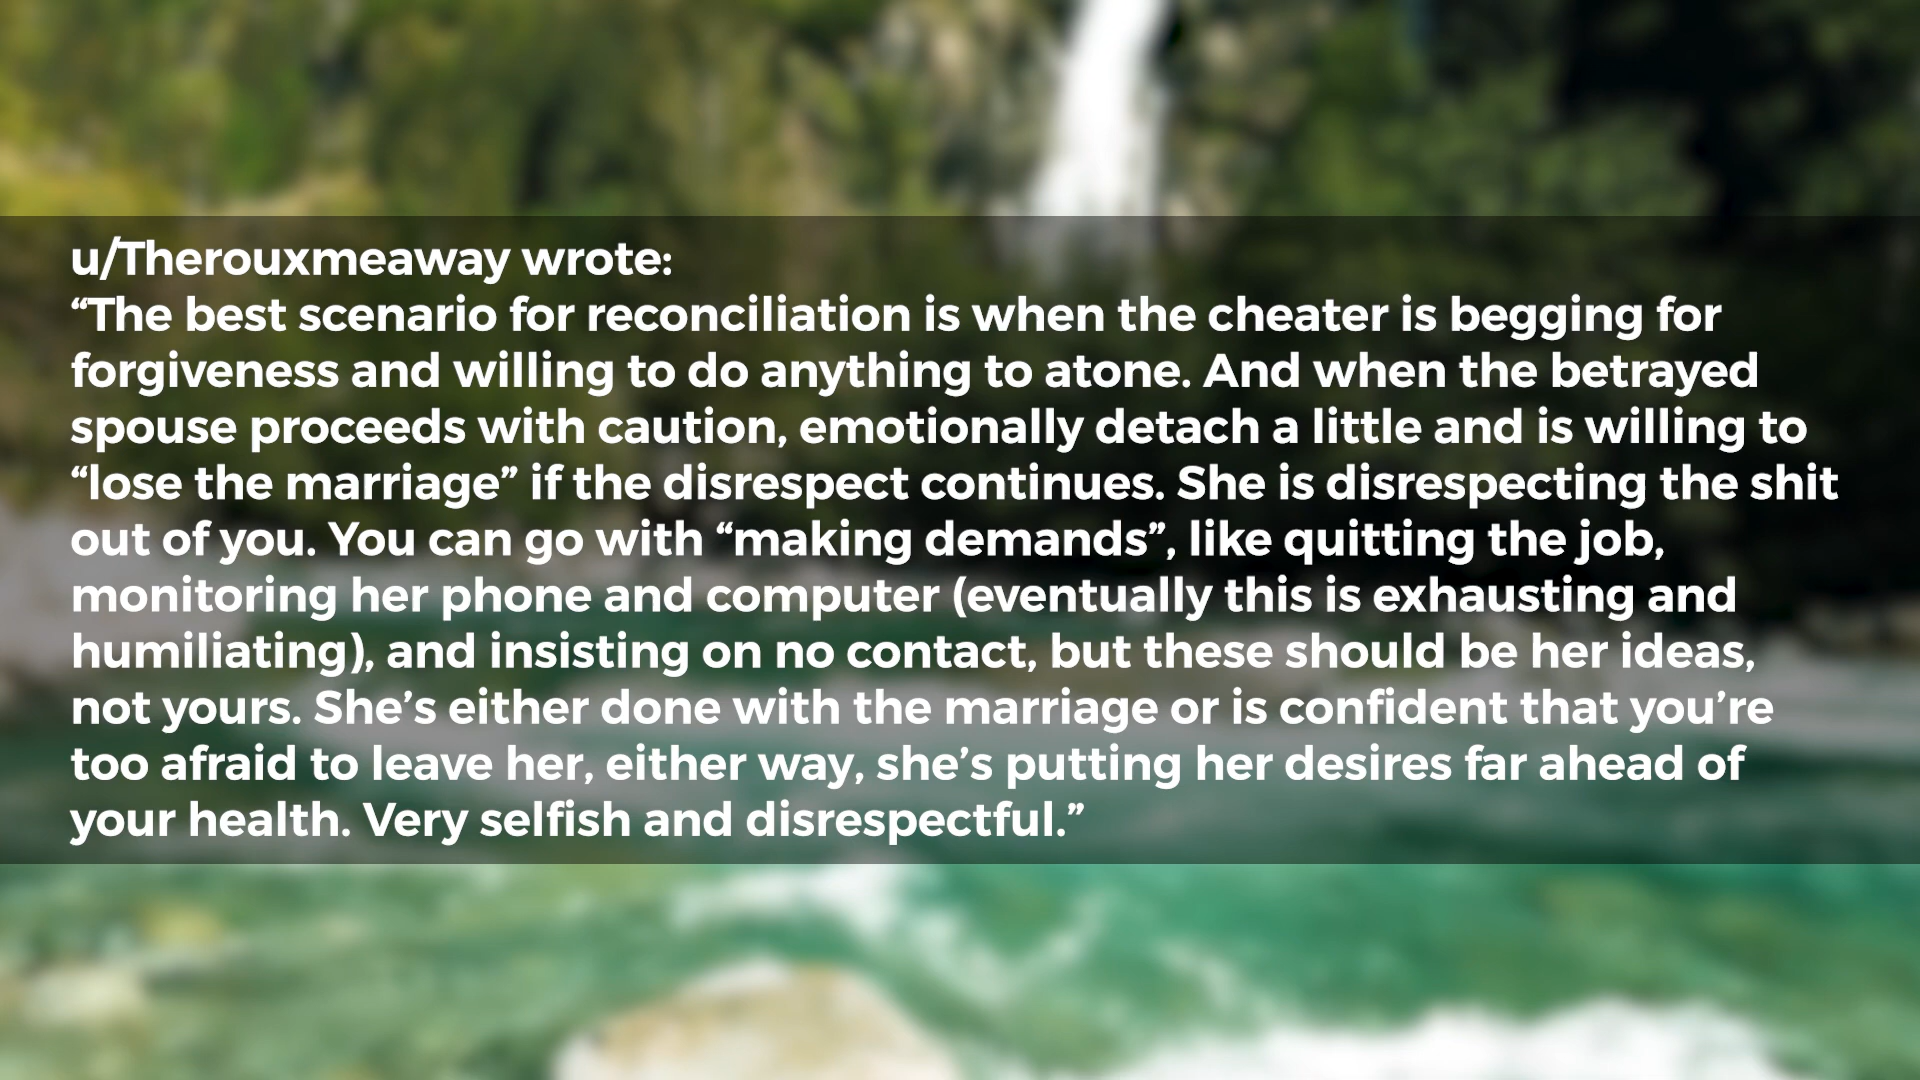 u/Therouxmeaway wrote:
“The best scenario for reconciliation is when the cheater is begging for
forgiveness and willing to do anything to atone. And when the betrayed
spouse proceeds with caution, emotionally detach a little and is willing to
“lose the marriage” if the disrespect continues. She is disrespecting the shit
out of you. You can go with “making demands”, like quitting the job,
monitoring her phone and computer (eventually this is exhausting and
humiliating), and insisting on no contact, but these should be her ideas,
not yours. She’s either done with the marriage or is confident that you’re
too afraid to leave her, either way, she’s putting her desires far ahead of
your health. Very selfish and disrespectful.”